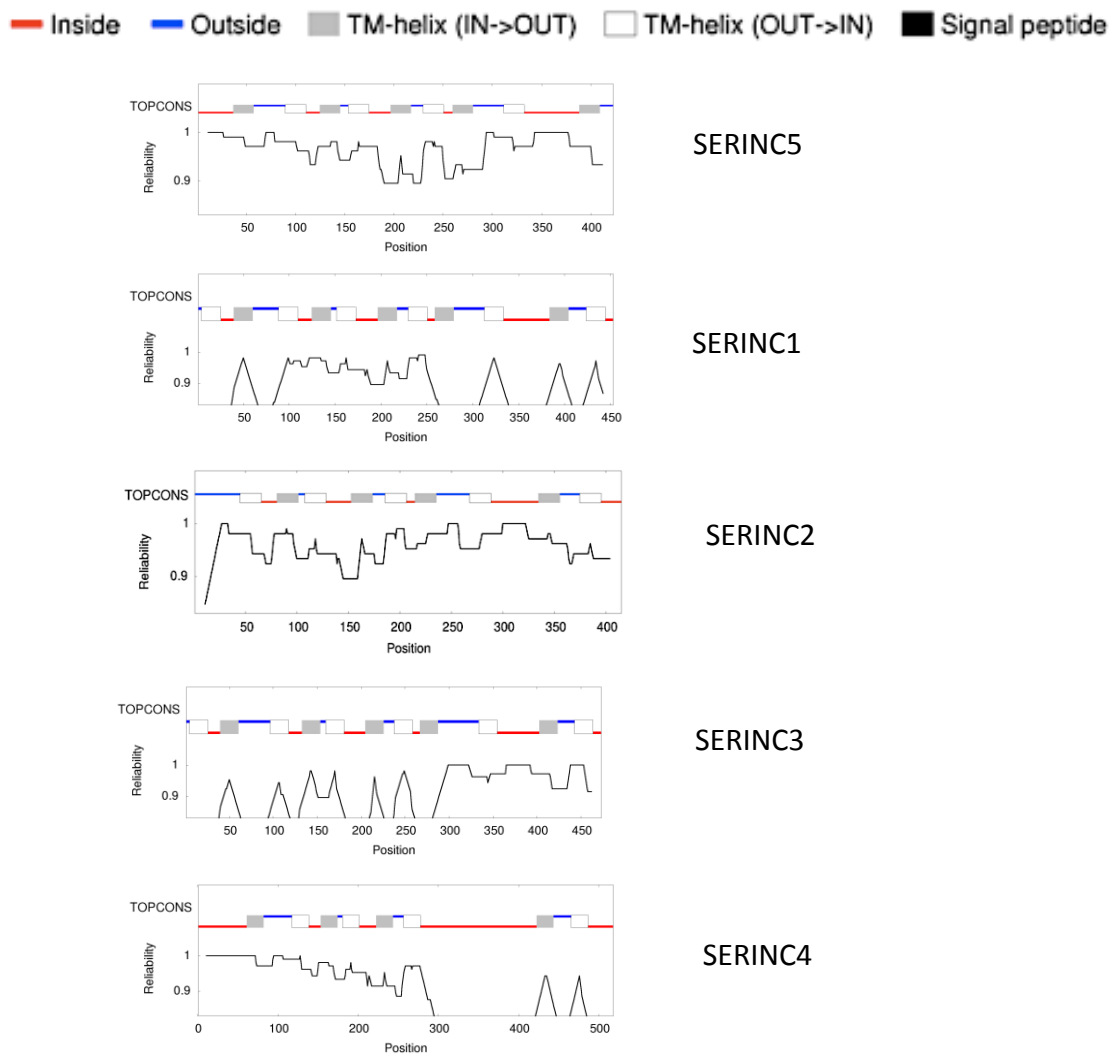 Inside Outside TM-helix (IN->OUT) TM-helix (OUT->IN) Signal peptide
TOPCONS
1
0.9
Reliability
50 100 150 200 250 300 350 400
Position
SERINC5
TOPCONS
1
0.9
Reliability
50 100 150 200 250 300 350 400 450
Position
SERINC1
TOPCONS
1
0.9
Reliability
50 100 150 200 250 300 350 400
Position
SERINC2
TOPCONS
1
0.9
Reliability
50 100 150 200 250 300 350 400 450
Position
SERINC3
TOPCONS
1
0.9
Reliability
0 100 200 300 400 500
Position
SERINC4